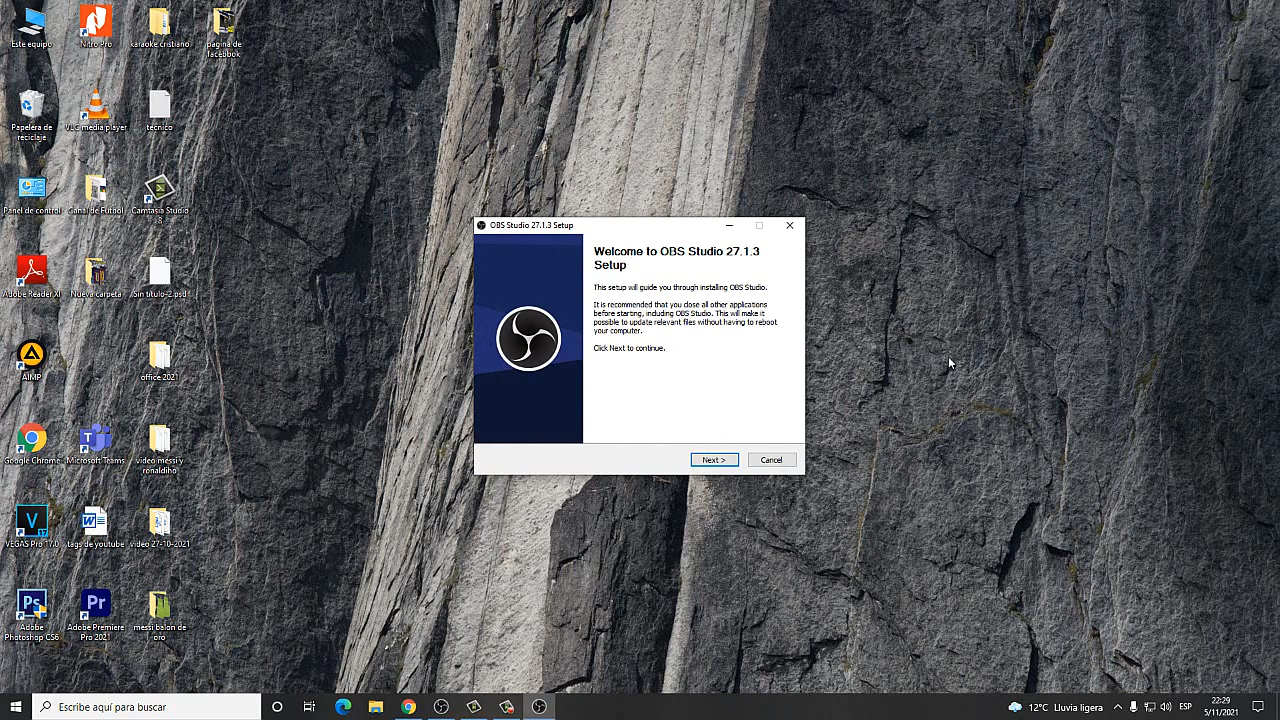 Este equipo
Nitro Pro
karaoke cristiano
pagina de
facebbok
Papelera de
reciclaje
VLC media player
tecnico
Panel de control
Canal de Futbol
Camtasia Studio
8
Adobe Reader XI
Nueva carpeta
Sin titulo-2.psd
AIMP
office 2021
Google Chrome
Microsoft Teams
video messi y
ronaldiho
VEGAS Pro 17.0
tags de youtube
video 27-10-2021
Adobe
Photoshop CS6
Adobe Premiere
Pro 2021
messi balon de
oro
OBS Studio 27.1.3 Setup
Welcome to OBS Studio 27.1.3
Setup
This setup will guide you through installing OBS Studio.
It is recommended that you close all other applications
before starting, including OBS Studio. This will make it
possible to update relevant files without having to reboot
your computer.
Click Next to continue.
Next >
Cancel
Escribe aquí para buscar
12°C Lluvia ligera
ESP
22:29
5/11/2021